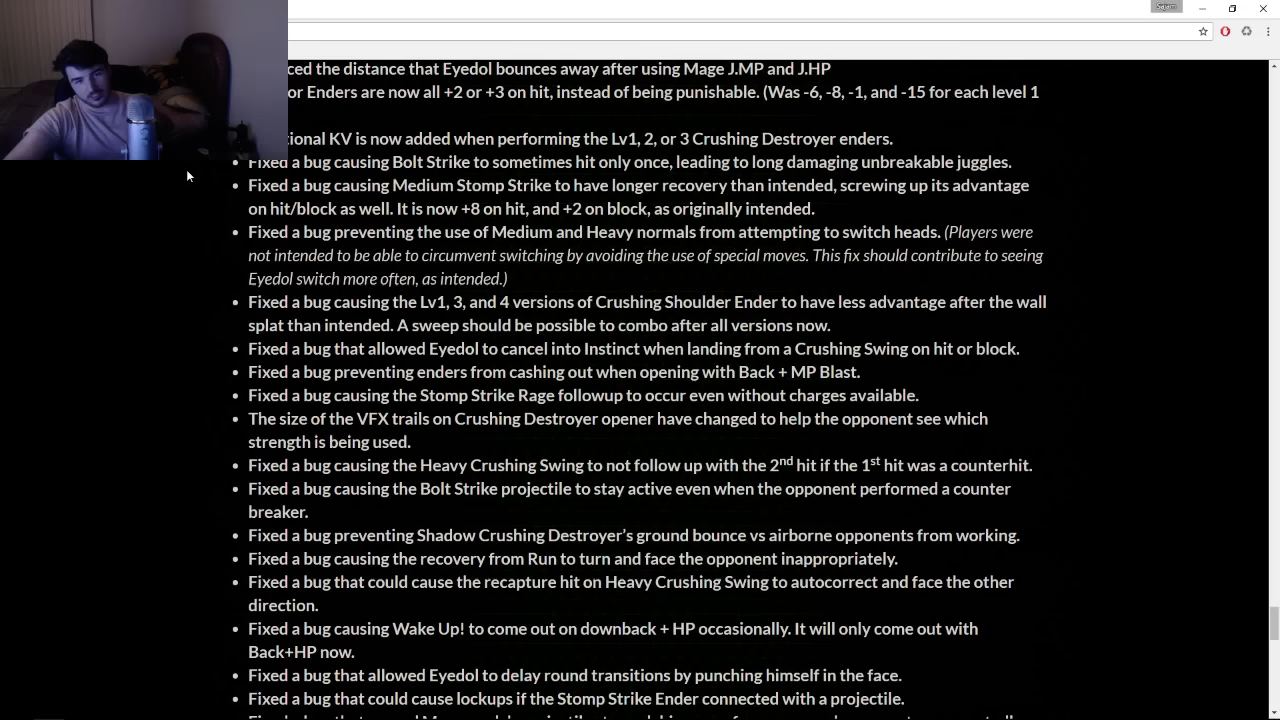 Sajam
ced the distance that Eyedol bounces away after using Mage J.MP and J.HP
or Enders are now all +2 or +3 on hit, instead of being punishable. (Was -6, -8, -1, and -15 for each level 1
tional KV is now added when performing the Lv1, 2, or 3 Crushing Destroyer enders.
Fixed a bug causing Bolt Strike to sometimes hit only once, leading to long damaging unbreakable juggles.
Fixed a bug causing Medium Stomp Strike to have longer recovery than intended, screwing up its advantage
on hit/block as well. It is now +8 on hit, and +2 on block, as originally intended.
Fixed a bug preventing the use of Medium and Heavy normals from attempting to switch heads. (Players were
not intended to be able to circumvent switching by avoiding the use of special moves. This fix should contribute to seeing
Eyedol switch more often, as intended.)
Fixed a bug causing the Lv1, 3, and 4 versions of Crushing Shoulder Ender to have less advantage after the wall
splat than intended. A sweep should be possible to combo after all versions now.
Fixed a bug that allowed Eyedol to cancel into Instinct when landing from a Crushing Swing on hit or block.
Fixed a bug preventing enders from cashing out when opening with Back + MP Blast.
Fixed a bug causing the Stomp Strike Rage followup to occur even without charges available.
The size of the VFX trails on Crushing Destroyer opener have changed to help the opponent see which
strength is being used.
Fixed a bug causing the Heavy Crushing Swing to not follow up with the 2nd hit if the 1st hit was a counterhit.
Fixed a bug causing the Bolt Strike projectile to stay active even when the opponent performed a counter
breaker.
Fixed a bug preventing Shadow Crushing Destroyer's ground bounce vs airborne opponents from working.
Fixed a bug causing the recovery from Run to turn and face the opponent inappropriately.
Fixed a bug that could cause the recapture hit on Heavy Crushing Swing to autocorrect and face the other
direction.
Fixed a bug causing Wake Up! to come out on downback + HP occasionally. It will only come out with
Back+HP now.
Fixed a bug that allowed Eyedol to delay round transitions by punching himself in the face.
Fixed a bug that could cause lockups if the Stomp Strike Ender connected with a projectile.